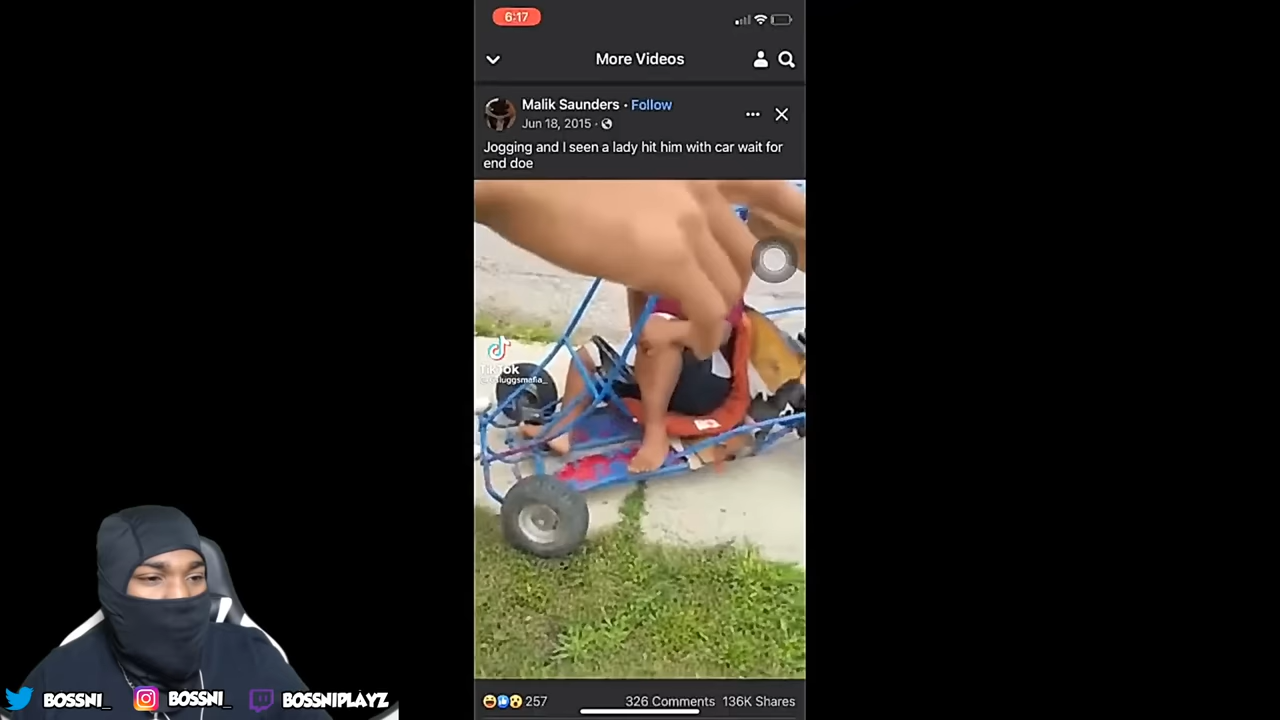 6:17
More Videos
Malik Saunders · Follow
Jun 18, 2015 ·
Jogging and I seen a lady hit him with car wait for
end doe
TikTok
257
326 Comments 136K Shares
BOSSNI_
BOSSNI_
BOSSNIPLAYZ